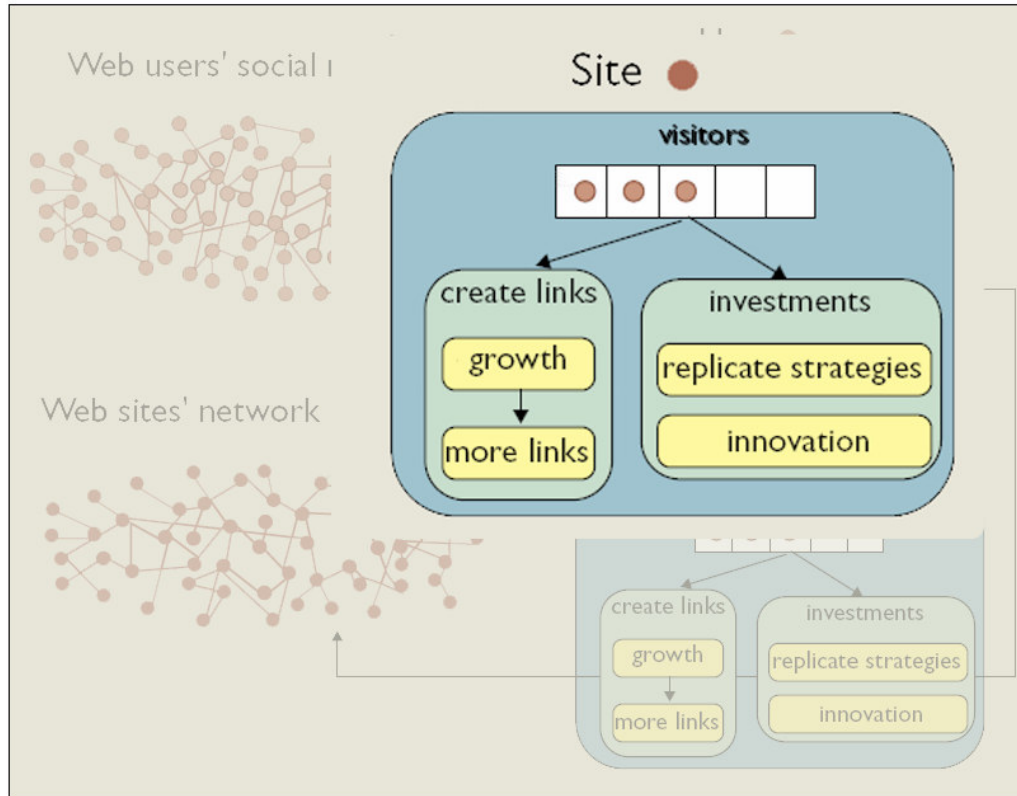 Web users' social
Site
visitors
create links
growth
more links
investments
replicate strategies
innovation
Web sites' network
create links
growth
more links
investments
replicate strategies
innovation